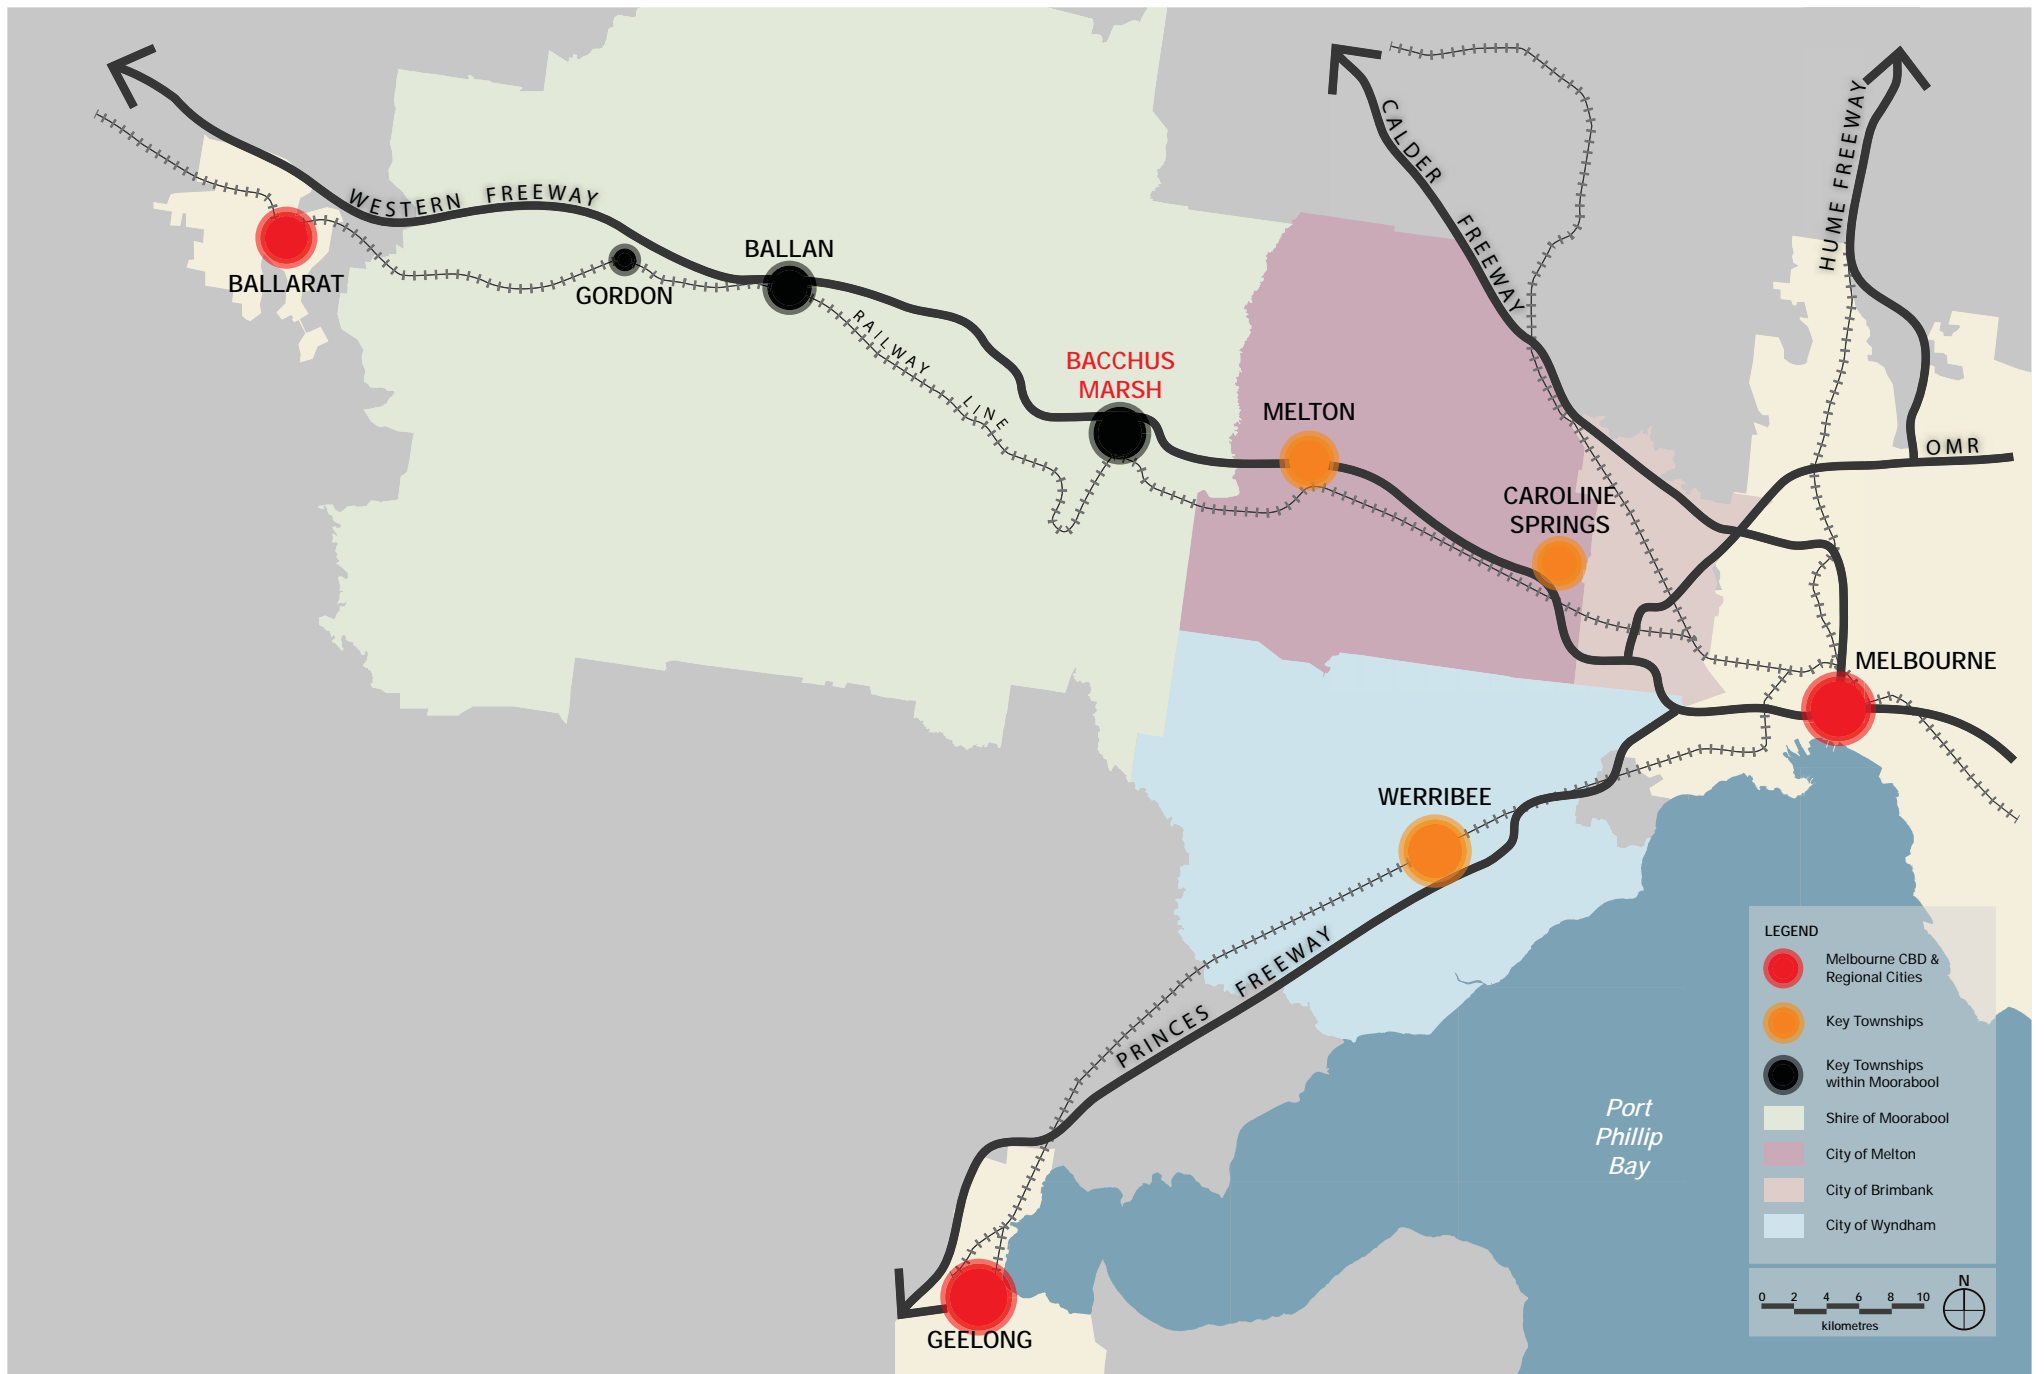 CALDER FREEWAY
HUME FREEWAY
WESTERN FREEWAY
BALLAN
BALLARAT
GORDON
RAILWAY LINE
BACCHUS
MARSH
MELTON
OMR
CAROLINE
SPRINGS
MELBOURNE
WERRIBEE
PRINCES FREEWAY
GEELONG
Port
Phillip
Bay
LEGEND
Melbourne CBD &
Regional Cities
Key Townships
Key Townships
within Moorabool
Shire of Moorabool
City of Melton
City of Brimbank
City of Wyndham
0 2 4 6 8 10
kilometres
N